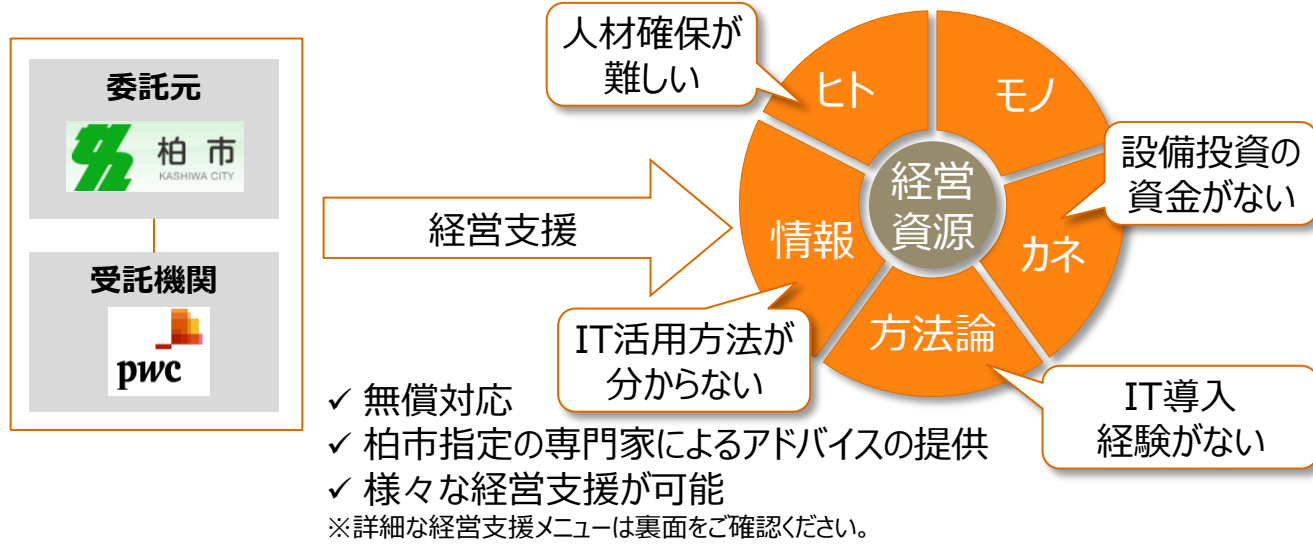 委託元
柏 市
KASHIWA CITY
受託機関
pwc
経営支援
人材確保が
難しい
ヒト
モノ
設備投資の
資金がない
経営
資源
情報
カネ
方法論
IT活用方法が
分からない
IT導入
経験がない
✓ 無償対応
✓ 柏市指定の専門家によるアドバイスの提供
✓ 様々な経営支援が可能
※詳細な経営支援メニューは裏面をご確認ください。